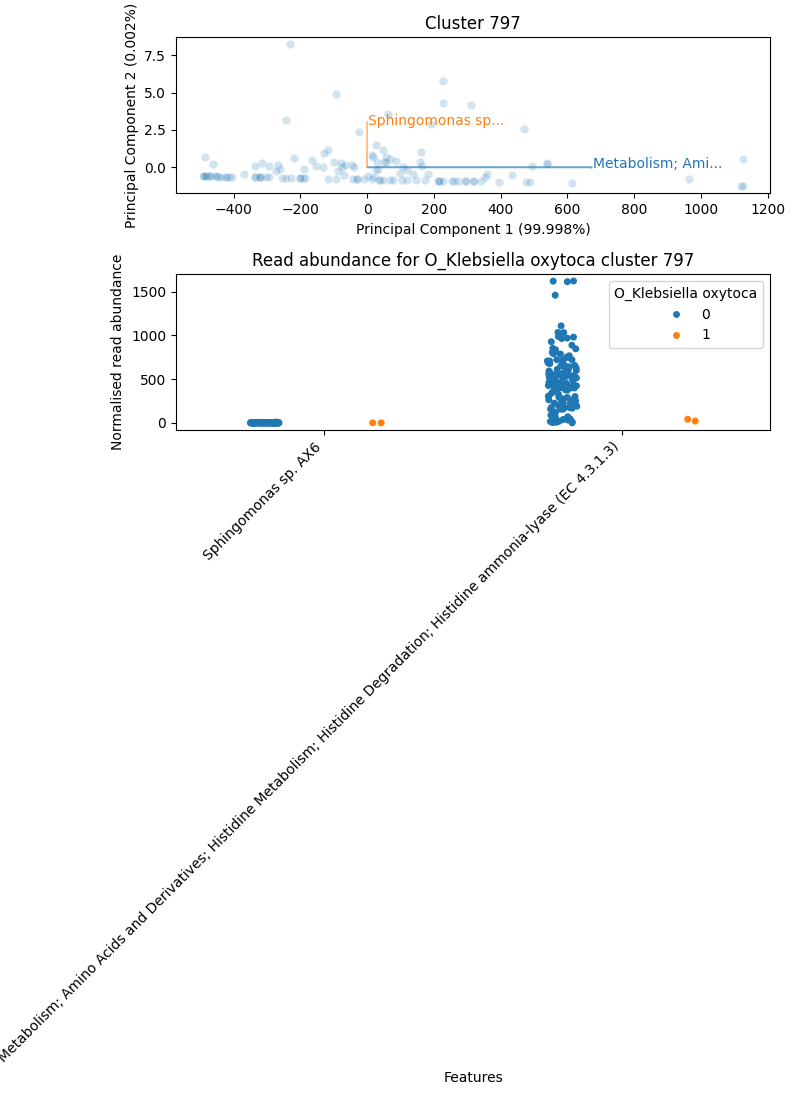 Cluster 797
Principal Component 2 (0.002%)
7.5
5.0
2.5
0.0
Sphingomonas sp...
Metabolism; Ami...
−400
−200
0
200
400
600
800
1000
1200
Principal Component 1 (99.998%)
Read abundance for O_Klebsiella oxytoca cluster 797
Normalised read abundance
1500
1000
500
0
O_Klebsiella oxytoca
0
1
Sphingomonas sp. AX6
Metabolism; Amino Acids and Derivatives; Histidine Metabolism; Histidine Degradation; Histidine ammonia-lyase (EC 4.3.1.3)
Features